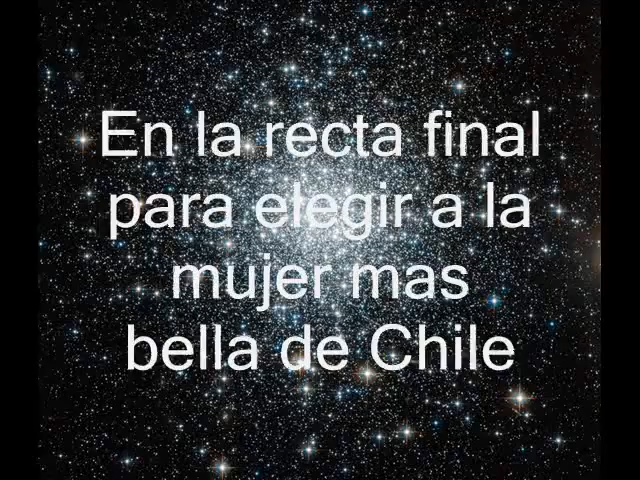 En la recta final
para elegir a la
mujer mas
bella de Chile